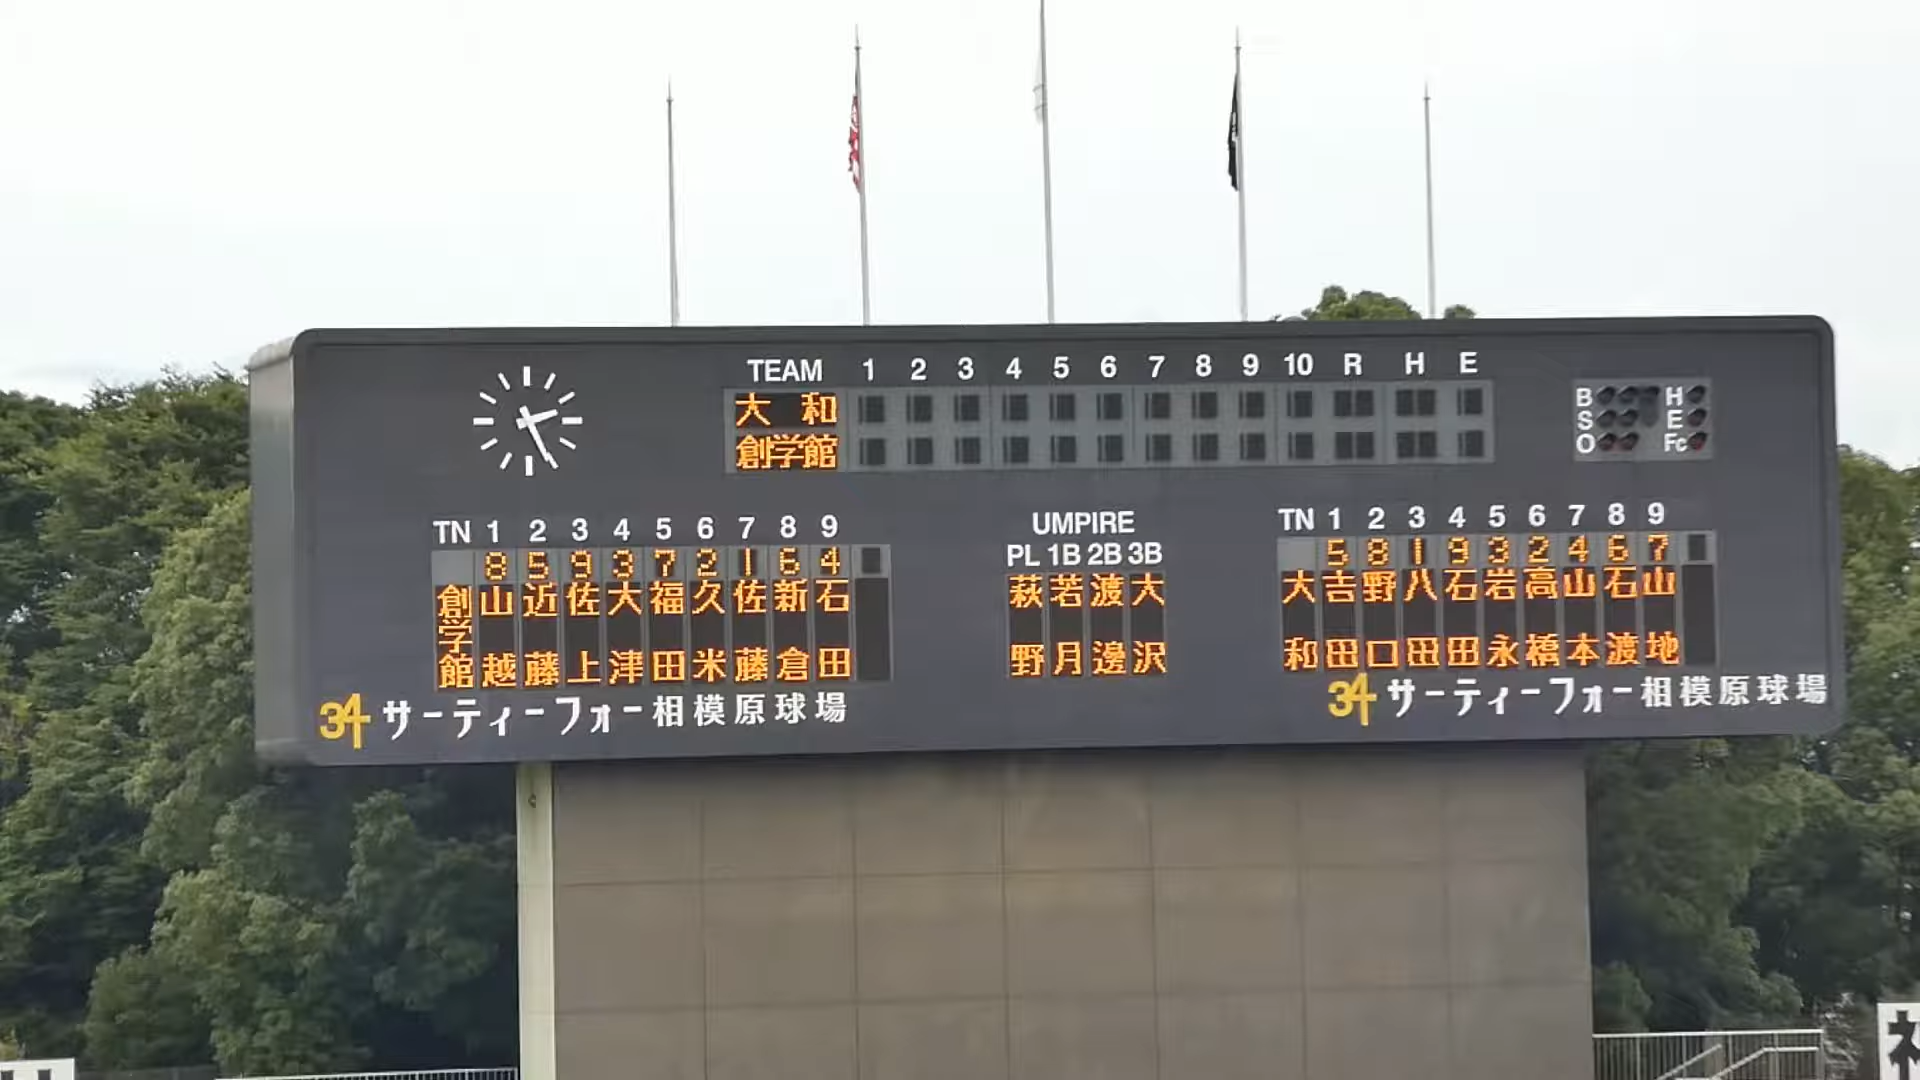 TEAM 1 2 3 4 5 6 7 8 9 10 R H E
大和
創学館
B H
S E
O Fc
TN 1 2 3 4 5 6 7 8 9
8 5 9 3 7 2 1 6 4
創学館 山越 近藤 佐上 大津 福田 久米 佐藤 新倉 石田
UMPIRE
PL 1B 2B 3B
萩野 若月 渡邊 大沢
TN 1 2 3 4 5 6 7 8 9
5 8 1 9 3 2 4 6 7
大和 吉田 野口 八田 石田 岩永 高橋 山本 石渡 山地
34 サーティーフォー相模原球場
34 サーティーフォー相模原球場